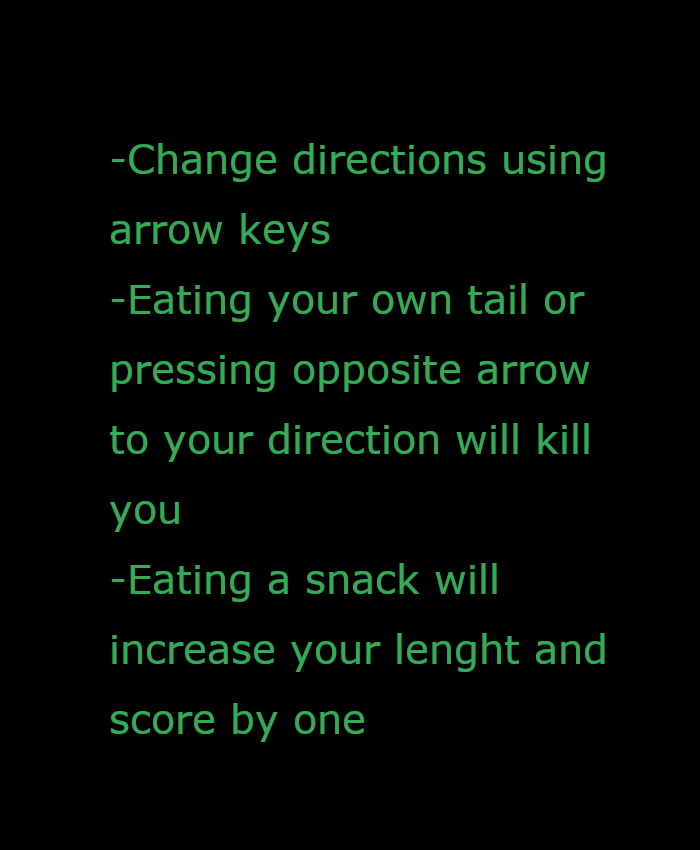 -Change directions using
arrow keys
-Eating your own tail or
pressing opposite arrow
to your direction will kill
you
-Eating a snack will
increase your lenght and
score by one